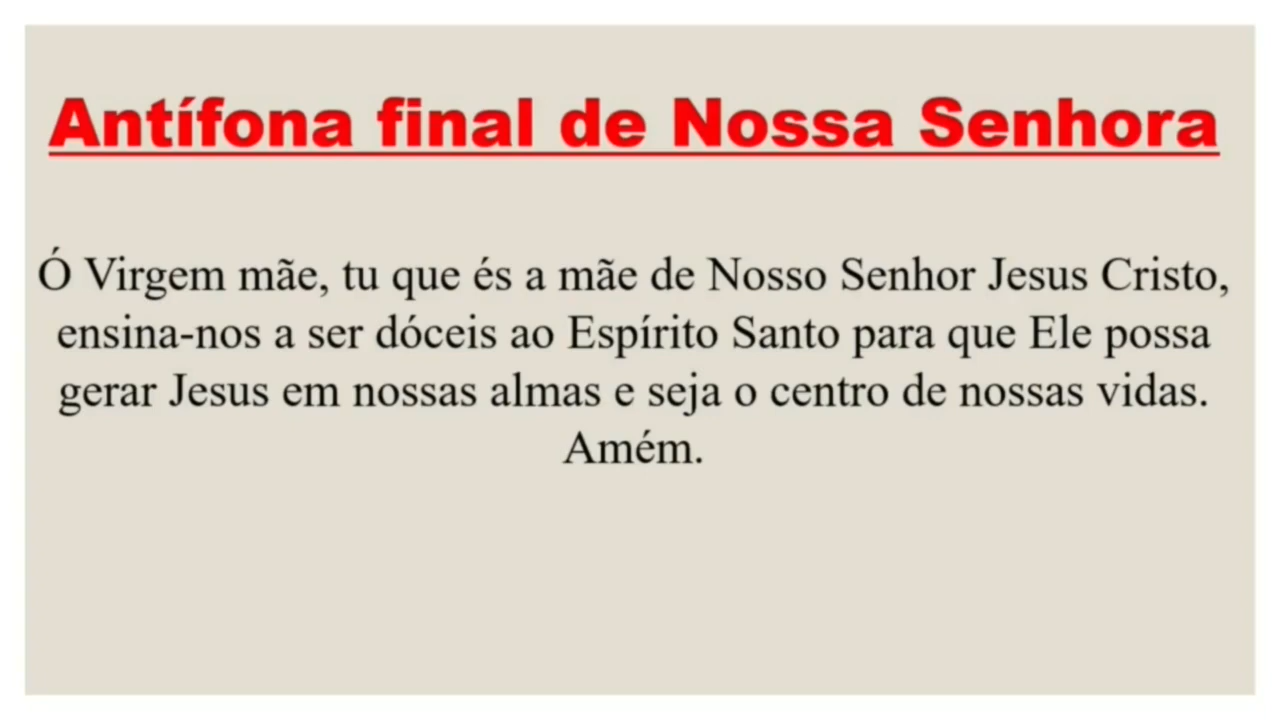 Antífona final de Nossa Senhora
Ó Virgem mãe, tu que és a mãe de Nosso Senhor Jesus Cristo,
ensina-nos a ser dóceis ao Espírito Santo para que Ele possa
gerar Jesus em nossas almas e seja o centro de nossas vidas.
Amém.